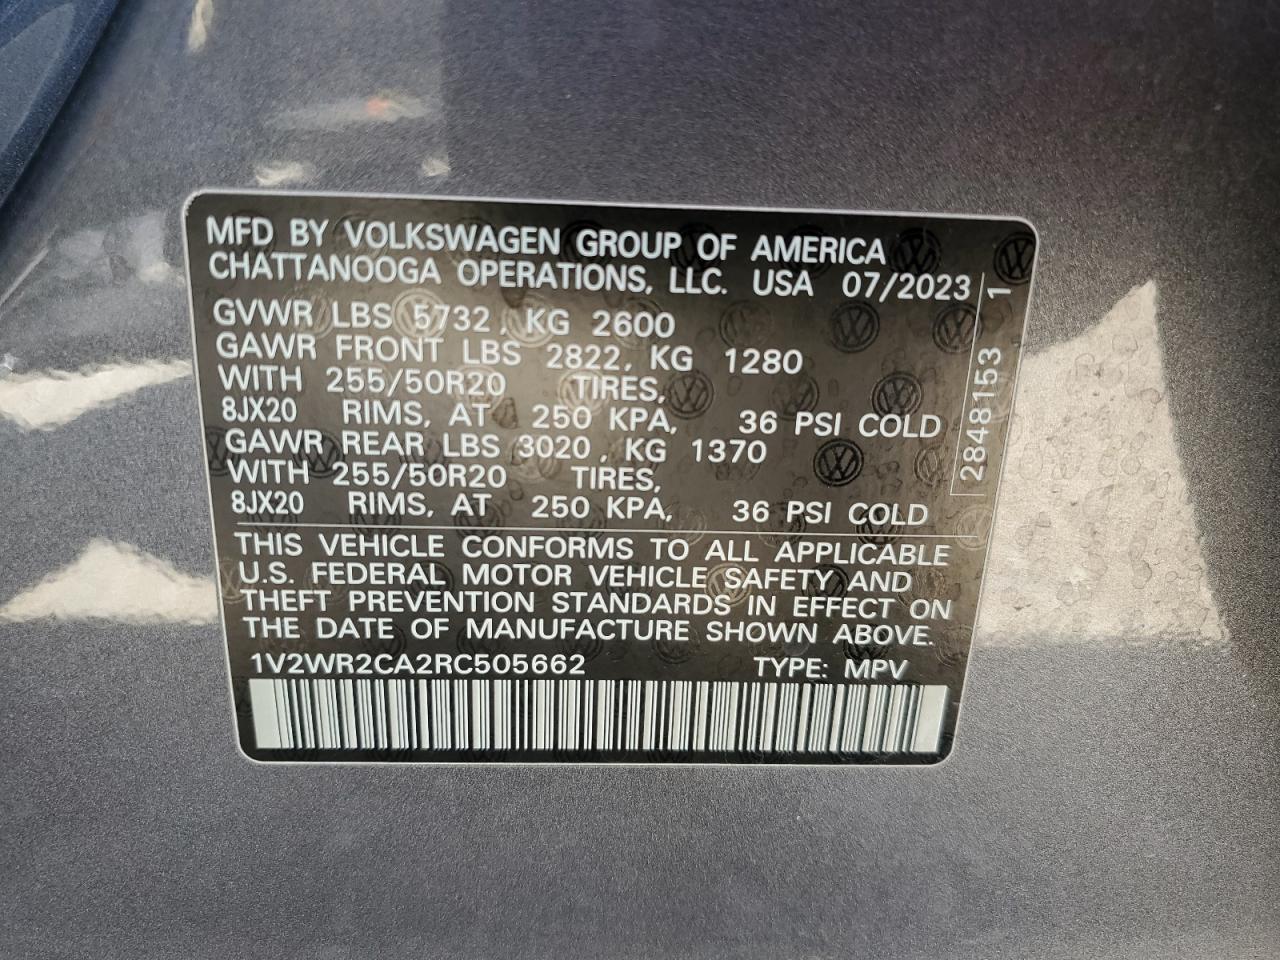 MFD BY VOLKSWAGEN GROUP OF AMERICA
CHATTANOOGA OPERATIONS, LLC. USA 07/2023
GVWR LBS 5732, KG 2600
GAWR FRONT LBS 2822, KG 1280
WITH 255/50R20 TIRES,
8JX20 RIMS, AT 250 KPA, 36 PSI COLD
GAWR REAR LBS 3020, KG 1370
WITH 255/50R20 TIRES,
8JX20 RIMS, AT 250 KPA, 36 PSI COLD
2848153 1
THIS VEHICLE CONFORMS TO ALL APPLICABLE
U.S. FEDERAL MOTOR VEHICLE SAFETY AND
THEFT PREVENTION STANDARDS IN EFFECT ON
THE DATE OF MANUFACTURE SHOWN ABOVE.
1V2WR2CA2RC505662 TYPE: MPV